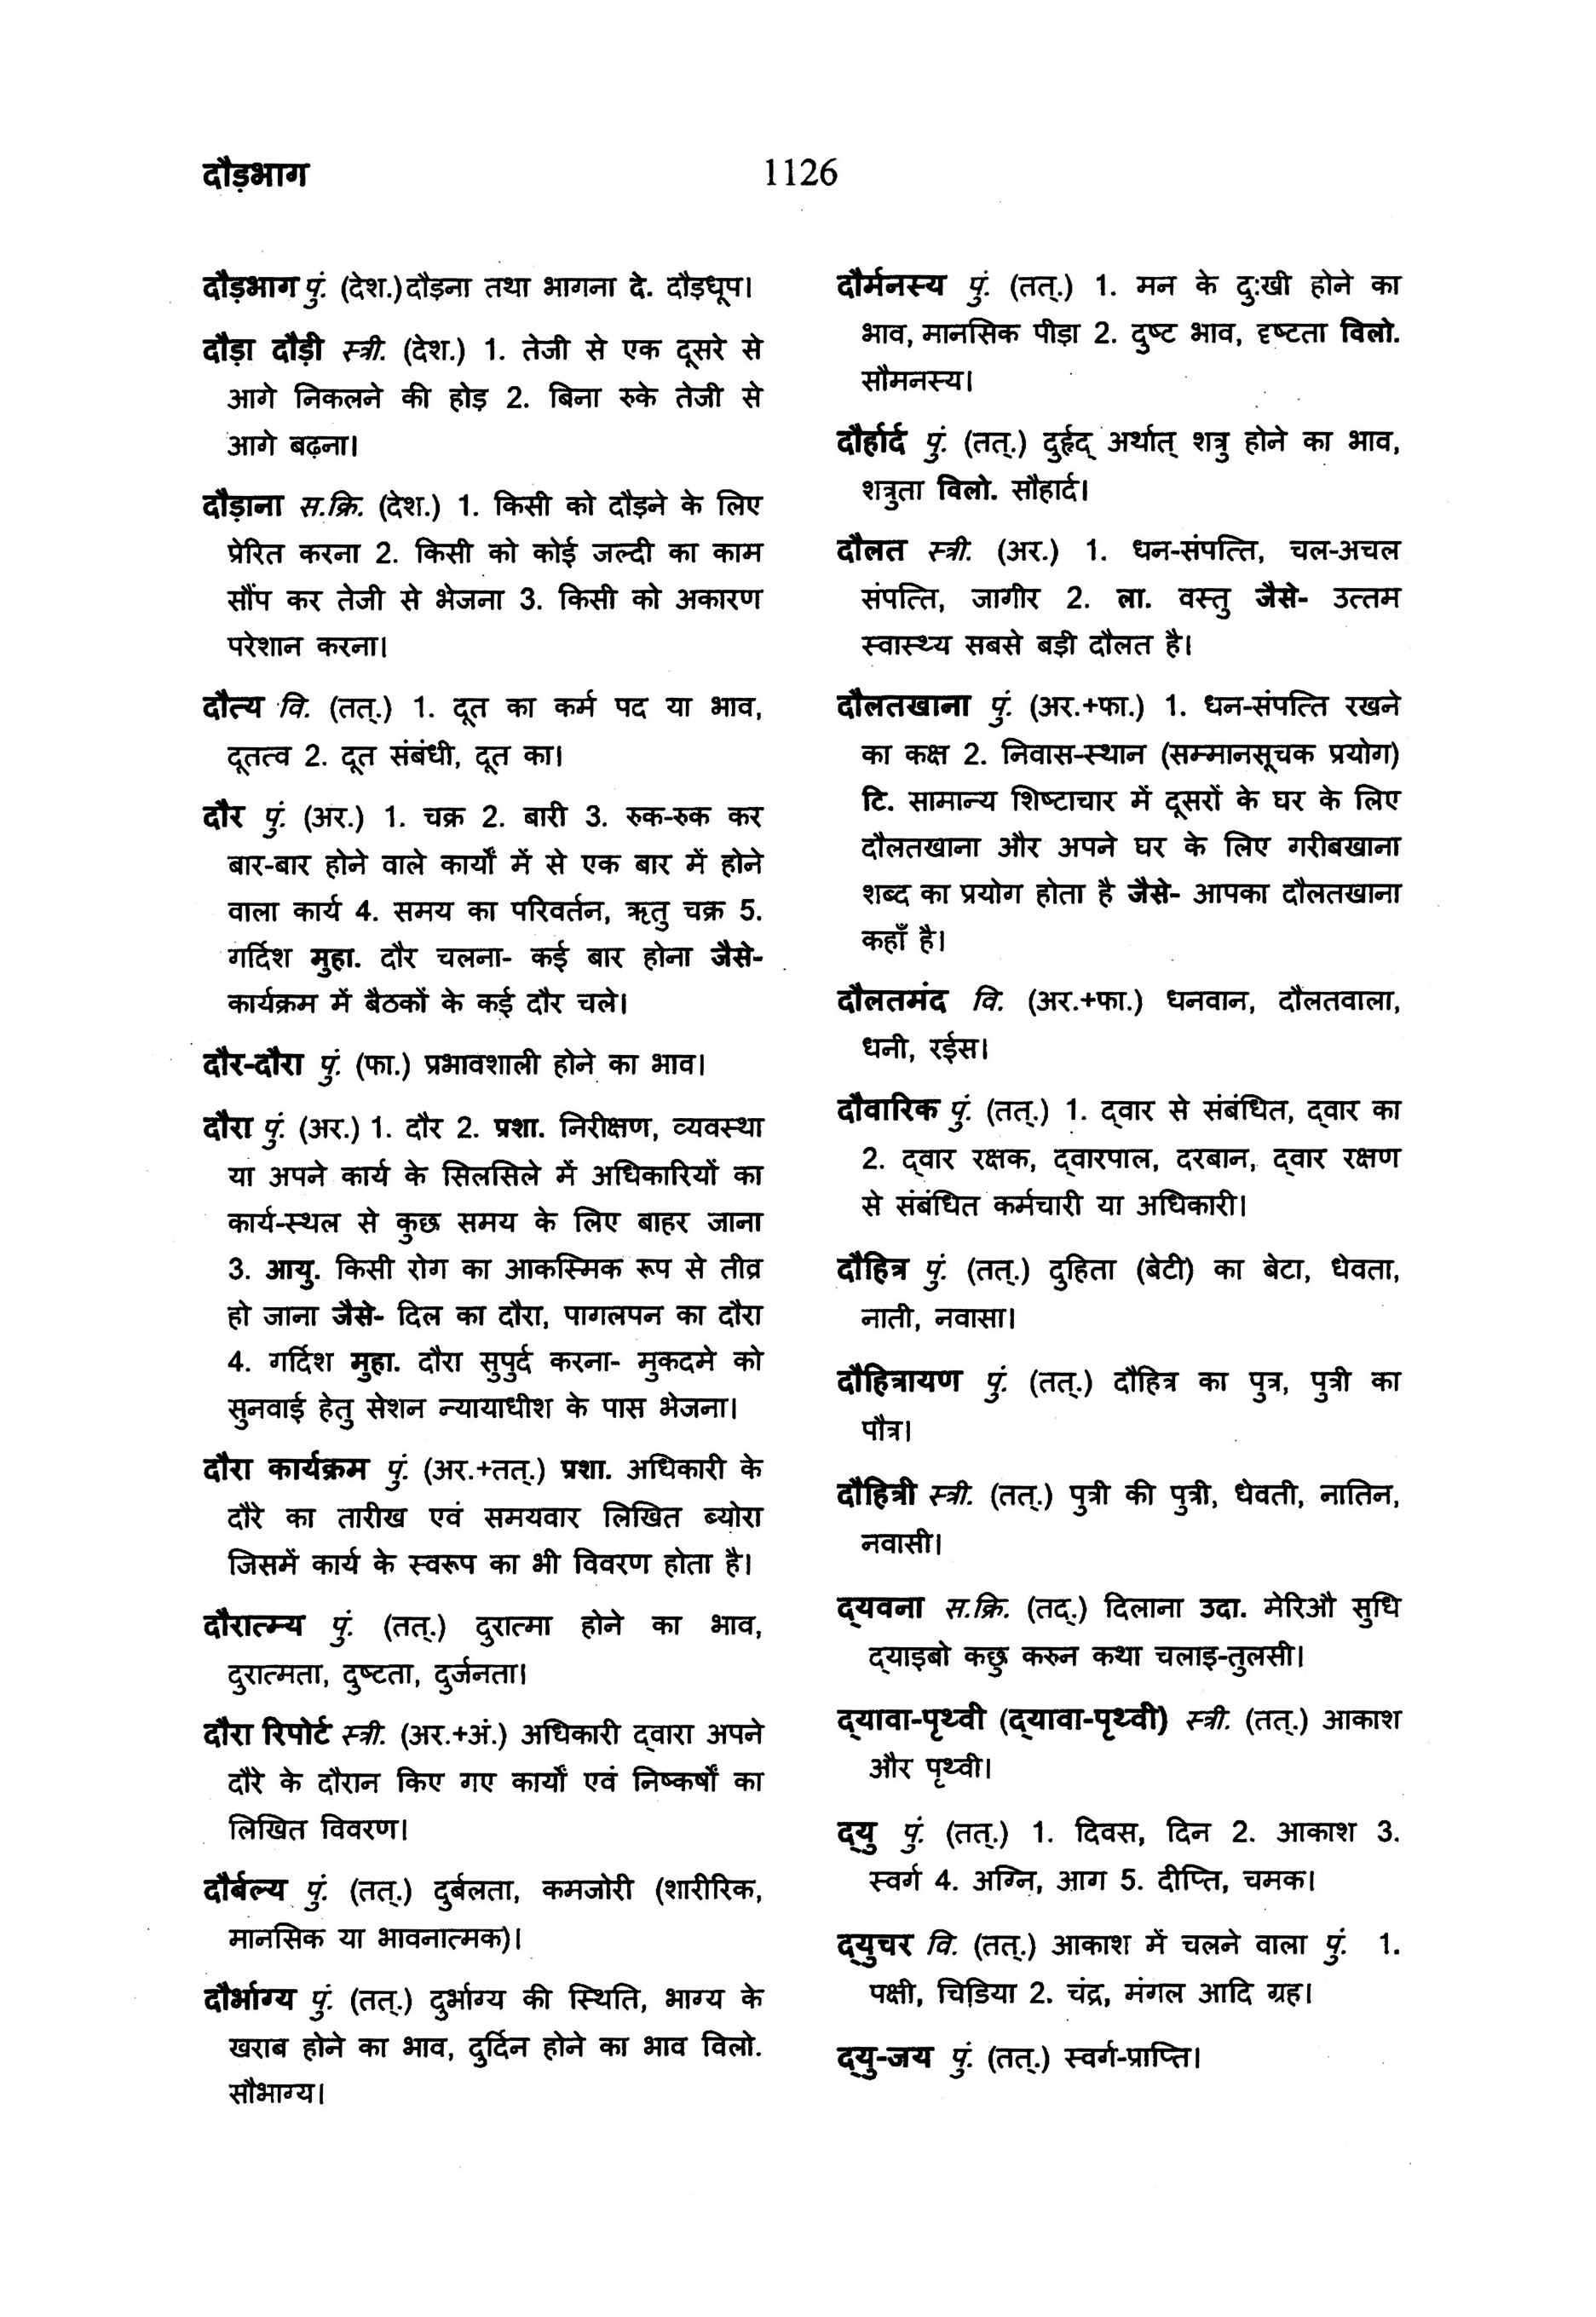 दौड़भाग
1126
दौड़भाग पुं. (देश.) दौड़ना तथा भागना दे. दौड़धूप।
दौड़ा दौड़ी स्त्री. (देश.) 1. तेजी से एक दूसरे से
आगे निकलने की होड़ 2. बिना रुके तेजी से
आगे बढ़ना।
दौड़ाना स.क्रि. (देश.) 1. किसी को दौड़ने के लिए
प्रेरित करना 2. किसी को कोई जल्दी का काम
सौंप कर तेजी से भेजना 3. किसी को अकारण
परेशान करना।
दौत्य वि. (तत्.) 1. दूत का कर्म पद या भाव,
दूतत्व 2. दूत संबंधी, दूत का।
दौर पुं. (अर.) 1. चक्र 2. बारी 3. रुक-रुक कर
बार-बार होने वाले कार्यों में से एक बार में होने
वाला कार्य 4. समय का परिवर्तन, ऋतु चक्र 5.
गर्दिश मुहा. दौर चलना- कई बार होना जैसे-
कार्यक्रम में बैठकों के कई दौर चले।
दौर-दौरा पुं. (फा.) प्रभावशाली होने का भाव।
दौरा पुं. (अर.) 1. दौर 2. प्रशा. निरीक्षण, व्यवस्था
या अपने कार्य के सिलसिले में अधिकारियों का
कार्य-स्थल से कुछ समय के लिए बाहर जाना
3. आयु. किसी रोग का आकस्मिक रूप से तीव्र
हो जाना जैसे- दिल का दौरा, पागलपन का दौरा
4. गर्दिश मुहा. दौरा सुपुर्द करना- मुकदमे को
सुनवाई हेतु सेशन न्यायाधीश के पास भेजना।
दौरा कार्यक्रम पुं. (अर.+तत्.) प्रशा. अधिकारी के
दौरे का तारीख एवं समयवार लिखित ब्योरा
जिसमें कार्य के स्वरूप का भी विवरण होता है।
दौरात्म्य पुं. (तत्.) दुरात्मा होने का भाव,
दुरात्मता, दुष्टता, दुर्जनता।
दौरा रिपोर्ट स्त्री. (अर.+अं.) अधिकारी द्‌वारा अपने
दौरे के दौरान किए गए कार्यों एवं निष्कर्षों का
लिखित विवरण।
दौर्बल्य पुं. (तत्.) दुर्बलता, कमजोरी (शारीरिक,
मानसिक या भावनात्मक)।
दौर्भाग्य पुं. (तत्.) दुर्भाग्य की स्थिति, भाग्य के
खराब होने का भाव, दुर्दिन होने का भाव विलो.
सौभाग्य।
दौर्मनस्य पुं. (तत्.) 1. मन के दु:खी होने का
भाव, मानसिक पीड़ा 2. दुष्ट भाव, दृष्टता विलो.
सौमनस्य।
दौर्हार्द पुं. (तत्.) दुर्हृद् अर्थात् शत्रु होने का भाव,
शत्रुता विलो. सौहार्द।
दौलत स्त्री. (अर.) 1. धन-संपत्ति, चल-अचल
संपत्ति, जागीर 2. ला. वस्तु जैसे- उत्तम
स्वास्थ्य सबसे बड़ी दौलत है।
दौलतखाना पुं. (अर.+फा.) 1. धन-संपत्ति रखने
का कक्ष 2. निवास-स्थान (सम्मानसूचक प्रयोग)
टि. सामान्य शिष्टाचार में दूसरों के घर के लिए
दौलतखाना और अपने घर के लिए गरीबखाना
शब्द का प्रयोग होता है जैसे- आपका दौलतखाना
कहाँ है।
दौलतमंद वि. (अर.+फा.) धनवान, दौलतवाला,
धनी, रईस।
दौवारिक पुं. (तत्.) 1. द्‌वार से संबंधित, द्‌वार का
2. द्‌वार रक्षक, द्‌वारपाल, दरबान, द्‌वार रक्षण
से संबंधित कर्मचारी या अधिकारी।
दौहित्र पुं. (तत्.) दुहिता (बेटी) का बेटा, धेवता,
नाती, नवासा।
दौहित्रायण पुं. (तत्.) दौहित्र का पुत्र, पुत्री का
पौत्र।
दौहित्री स्त्री. (तत्.) पुत्री की पुत्री, धेवती, नातिन,
नवासी।
द्‌यवना स.क्रि. (तद्.) दिलाना उदा. मेरिऔ सुधि
द्‌याइबो कछु करुन कथा चलाइ-तुलसी।
द्‌यावा-पृथ्वी (द्‌यावा-पृथ्वी) स्त्री. (तत्.) आकाश
और पृथ्वी।
द्‌यु पुं. (तत्.) 1. दिवस, दिन 2. आकाश 3.
स्वर्ग 4. अग्नि, आग 5. दीप्ति, चमक।
द्‌युचर वि. (तत्.) आकाश में चलने वाला पुं. 1.
पक्षी, चिडि़या 2. चंद्र, मंगल आदि ग्रह।
द्‌यु-जय पुं. (तत्.) स्वर्ग-प्राप्ति।